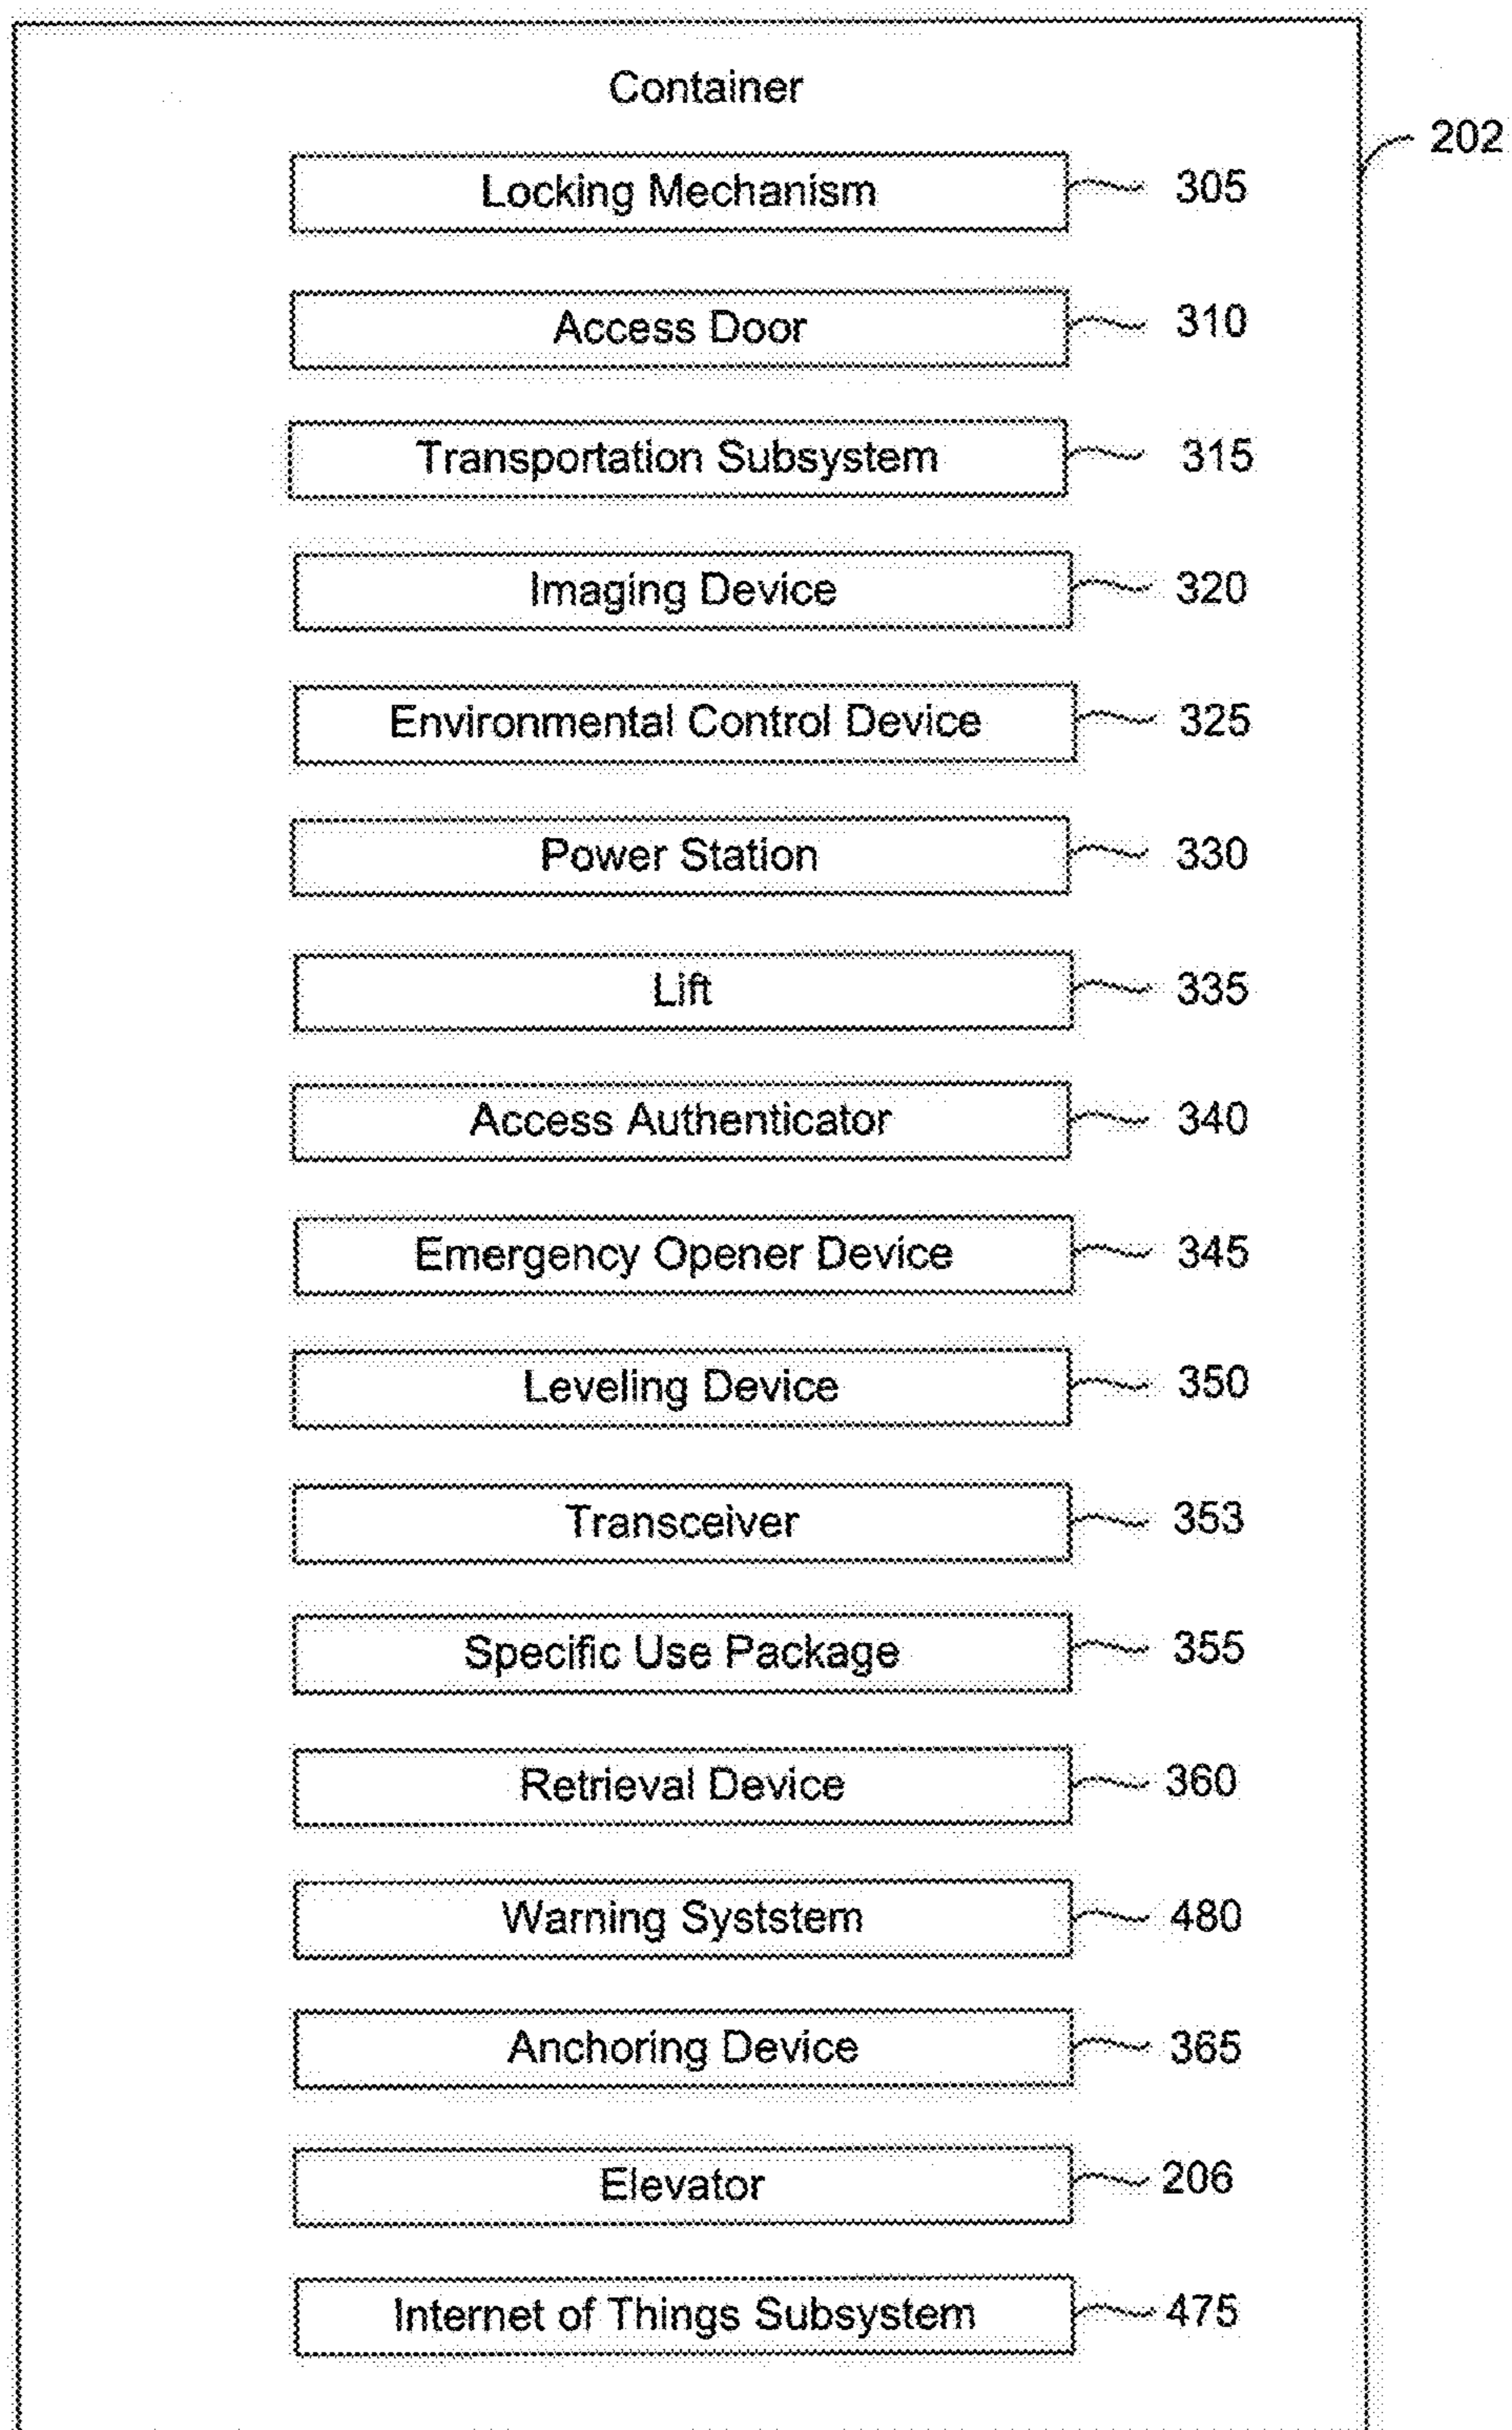 Container
202
Locking Mechanism 305
Access Door 310
Transportation Subsystem 315
Imaging Device 320
Environmental Control Device 325
Power Station 330
Lift 335
Access Authenticator 340
Emergency Opener Device 345
Leveling Device 350
Transceiver 353
Specific Use Package 355
Retrieval Device 360
Warning Syststem 480
Anchoring Device 365
Elevator 206
Internet of Things Subsystem 475